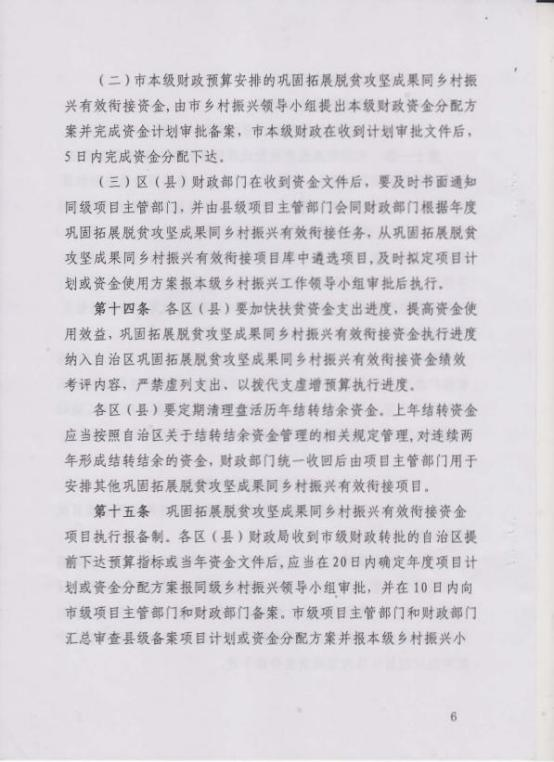 （二）市本级财政预算安排的巩固拓展脱贫攻坚成果同乡村振
兴有效衔接资金,由市乡村振兴领导小组提出本级财政资金分配方
案并完成资金计划审批备案，市本级财政在收到计划审批文件后，
5日内完成资金分配下达。
（三）区（县）财政部门在收到资金文件后，要及时书面通知
同级项目主管部门，并由县级项目主管部门会同财政部门根据年度
巩固拓展脱贫攻坚成果同乡村振兴有效衔接任务，从巩固拓展脱贫
攻坚成果同乡村振兴有效衔接项目库中遴选项目,及时拟定项目计
划或资金使用方案报本级乡村振兴工作领导小组审批后执行。
第十四条 各区（县）要加快扶贫资金支出进度，提高资金使
用效益，巩固拓展脱贫攻坚成果同乡村振兴有效衔接资金执行进度
纳入自治区巩固拓展脱贫攻坚成果同乡村振兴有效衔接资金绩效
考评内容，严禁虚列支出、以拨代支虚增预算执行进度。
各区（县）要定期清理盘活历年结转结余资金。上年结转资金
应当按照自治区关于结转结余资金管理的相关规定管理,对连续两
年形成结转结余的资金，财政部门统一收回后由项目主管部门用于
安排其他巩固拓展脱贫攻坚成果同乡村振兴有效衔接项目。
第十五条 巩固拓展脱贫攻坚成果同乡村振兴有效衔接资金
项目执行报备制。各区（县）财政局收到市级财政转批的自治区提
前下达预算指标或当年资金文件后,应当在20日内确定年度项目计
划或资金分配方案报同级乡村振兴领导小组审批，并在10日内向
市级项目主管部门和财政部门备案。市级项目主管部门和财政部门
汇总审查县级备案项目计划或资金分配方案并报本级乡村振兴小
6